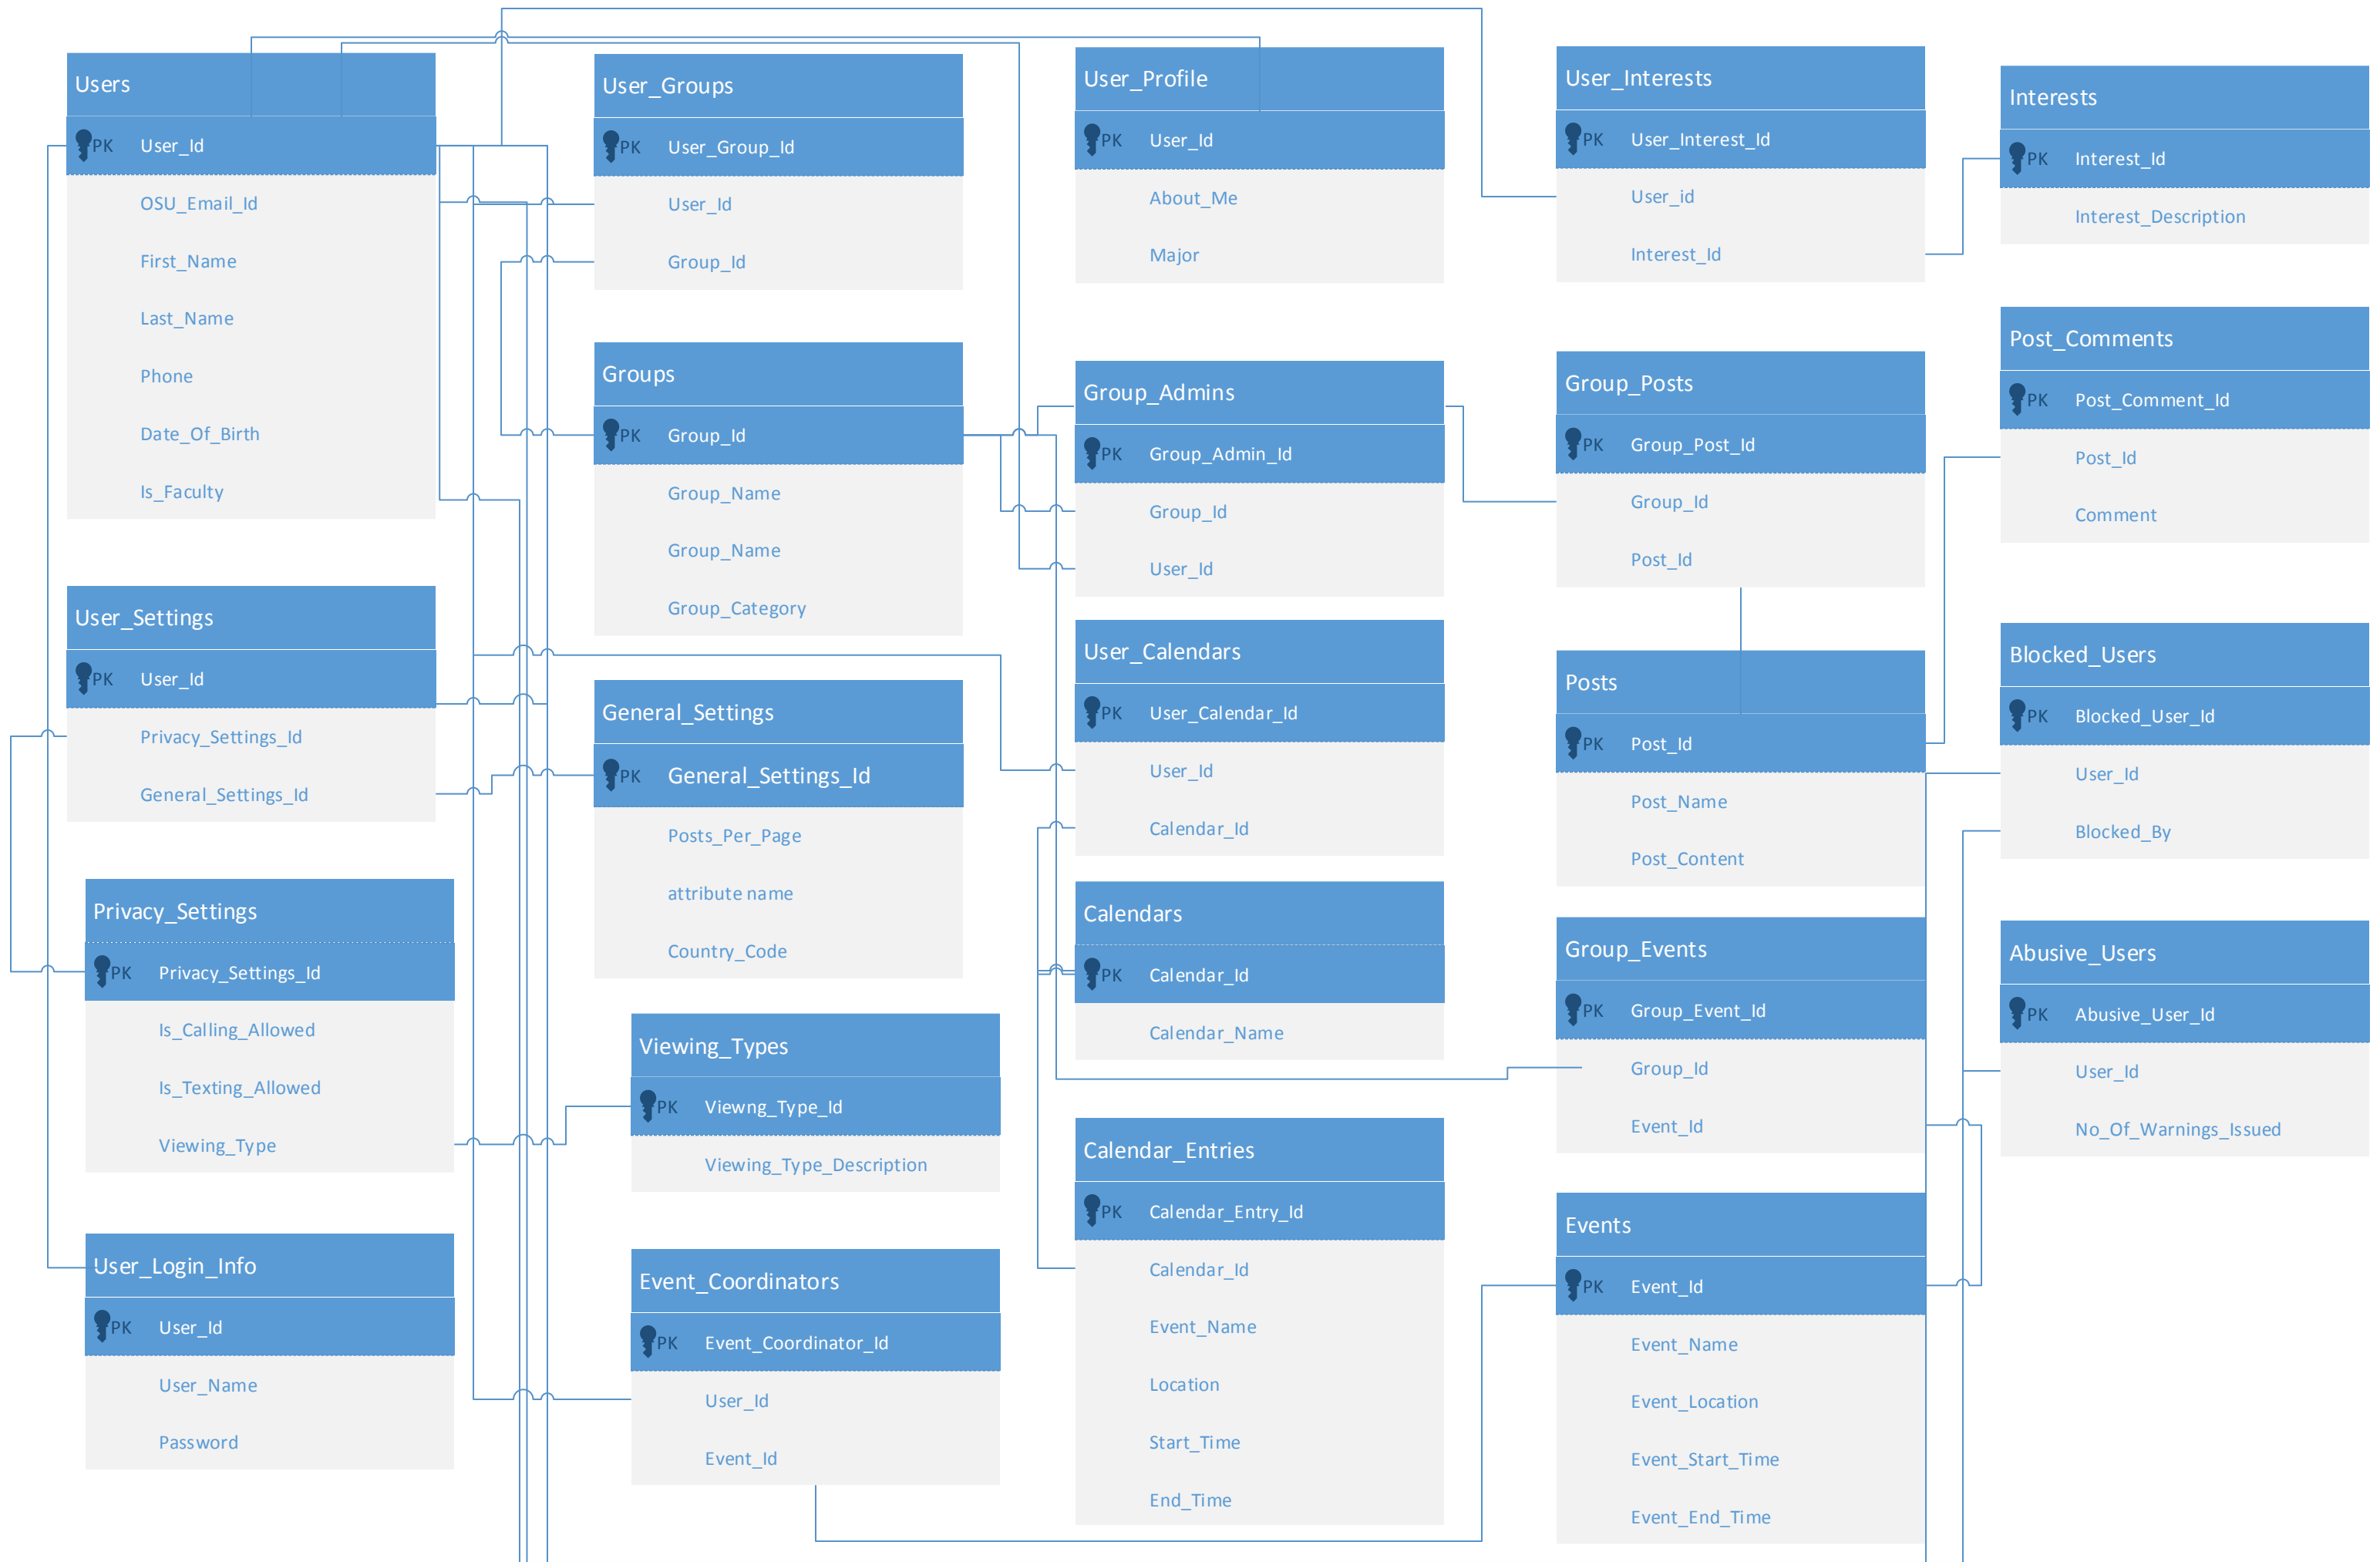 Users
PK User_Id
OSU_Email_Id
First_Name
Last_Name
Phone
Date_Of_Birth
Is_Faculty
User_Settings
PK User_Id
Privacy_Settings_Id
General_Settings_Id
Privacy_Settings
PK Privacy_Settings_Id
Is_Calling_Allowed
Is_Texting_Allowed
Viewing_Type
User_Login_Info
PK User_Id
User_Name
Password
User_Groups
PK User_Group_Id
User_Id
Group_Id
Groups
PK Group_Id
Group_Name
Group_Name
Group_Category
General_Settings
PK General_Settings_Id
Posts_Per_Page
attribute name
Country_Code
Viewing_Types
PK Viewng_Type_Id
Viewing_Type_Description
Event_Coordinators
PK Event_Coordinator_Id
User_Id
Event_Id
User_Profile
PK User_Id
About_Me
Major
Group_Admins
PK Group_Admin_Id
Group_Id
User_Id
User_Calendars
PK User_Calendar_Id
User_Id
Calendar_Id
Calendars
PK Calendar_Id
Calendar_Name
Calendar_Entries
PK Calendar_Entry_Id
Calendar_Id
Event_Name
Location
Start_Time
End_Time
User_Interests
PK User_Interest_Id
User_id
Interest_Id
Group_Posts
PK Group_Post_Id
Group_Id
Post_Id
Posts
PK Post_Id
Post_Name
Post_Content
Group_Events
PK Group_Event_Id
Group_Id
Event_Id
Events
PK Event_Id
Event_Name
Event_Location
Event_Start_Time
Event_End_Time
Interests
PK Interest_Id
Interest_Description
Post_Comments
PK Post_Comment_Id
Post_Id
Comment
Blocked_Users
PK Blocked_User_Id
User_Id
Blocked_By
Abusive_Users
PK Abusive_User_Id
User_Id
No_Of_Warnings_Issued